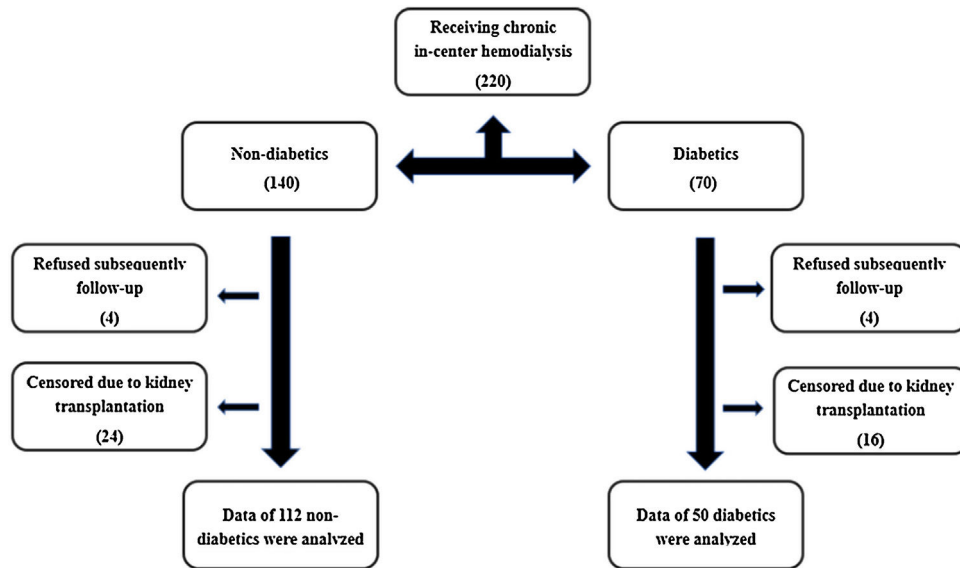 Receiving chronic
in-center hemodialysis
(220)
Non-diabetics
(140)
Diabetics
(70)
Refused subsequently
follow-up
(4)
Refused subsequently
follow-up
(4)
Censored due to kidney
transplantation
(24)
Censored due to kidney
transplantation
(16)
Data of 112 non-
diabetics were analyzed
Data of 50 diabetics
were analyzed